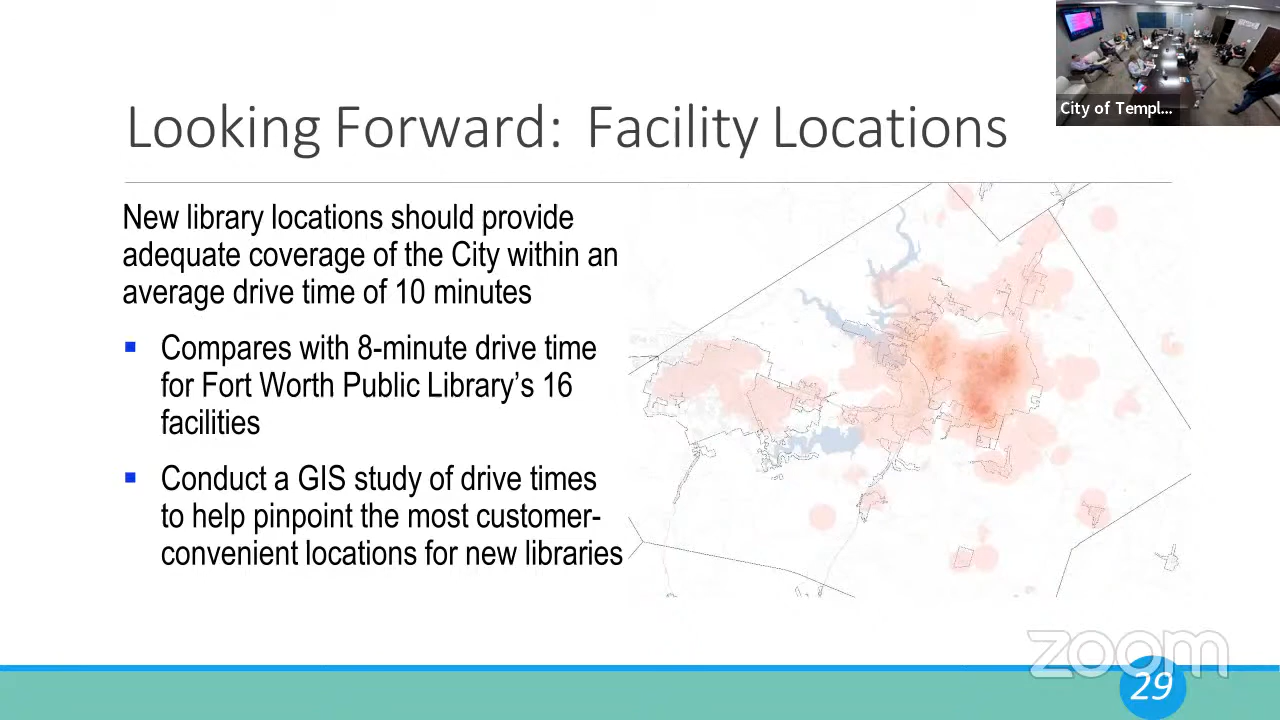 City of Templ...
Looking Forward: Facility Locations
New library locations should provide
adequate coverage of the City within an
average drive time of 10 minutes
Compares with 8-minute drive time
for Fort Worth Public Library’s 16
facilities
Conduct a GIS study of drive times
to help pinpoint the most customer-
convenient locations for new libraries
zoom
29